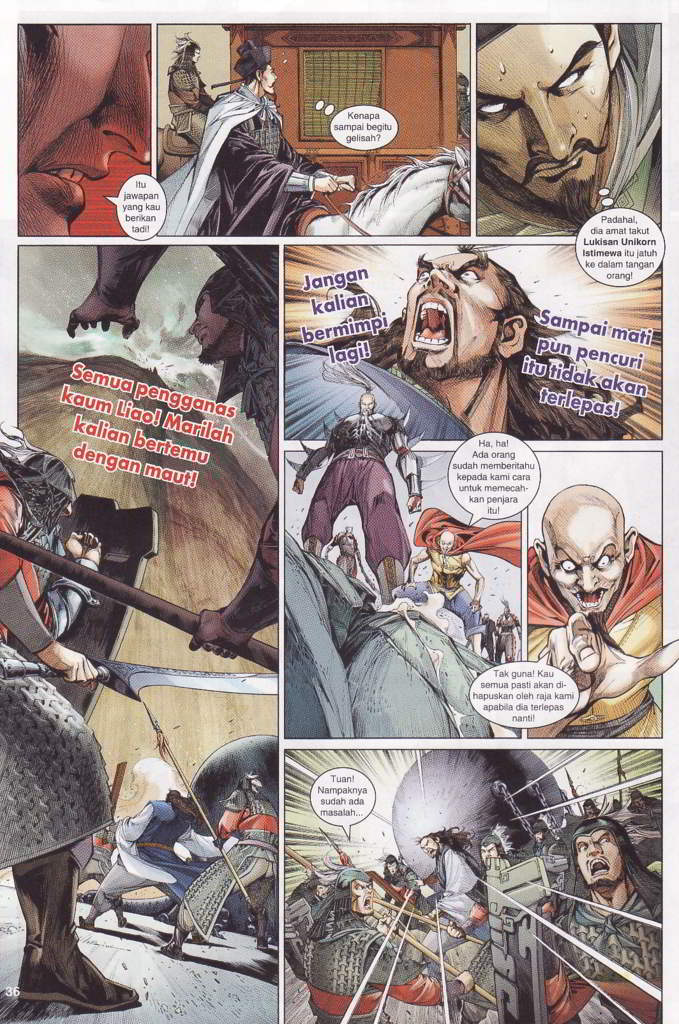 Itu
jawapan
yang kau
berikan
tadi!
Kenapa
sampai begitu
gelisah?
Padahal,
dia amat takut
Lukisan Unikorn
Istimewa itu jatuh
ke dalam tangan
orang!
Semua pengganas
kaum Liao! Marilah
kalian bertemu
dengan maut!
Jangan
kalian
bermimpi
lagi!
Sampai mati
pun pencuri
itu tidak akan
terlepas!
Ha, ha!
Ada orang
sudah memberitahu
kepada kami cara
untuk memecah-
kan penjara
itu!
Tak guna! Kau
semua pasti akan di-
hapuskan oleh raja kami
apabila dia terlepas
nanti!
Tuan!
Nampaknya
sudah ada
masalah...
36